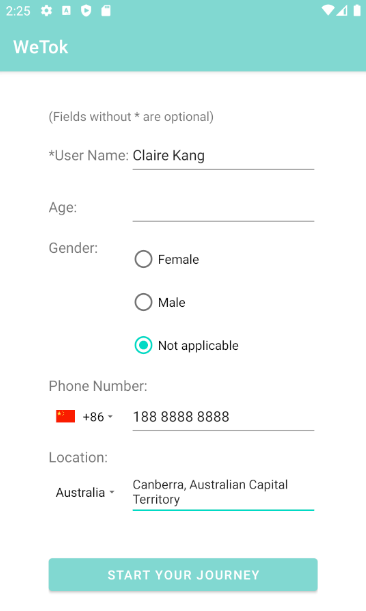 2:25
WeTok
(Fields without * are optional)
*User Name: Claire Kang
Age:
Gender:
Female
Male
Not applicable
Phone Number:
+86 188 8888 8888
Location:
Australia Canberra, Australian Capital
Territory
START YOUR JOURNEY